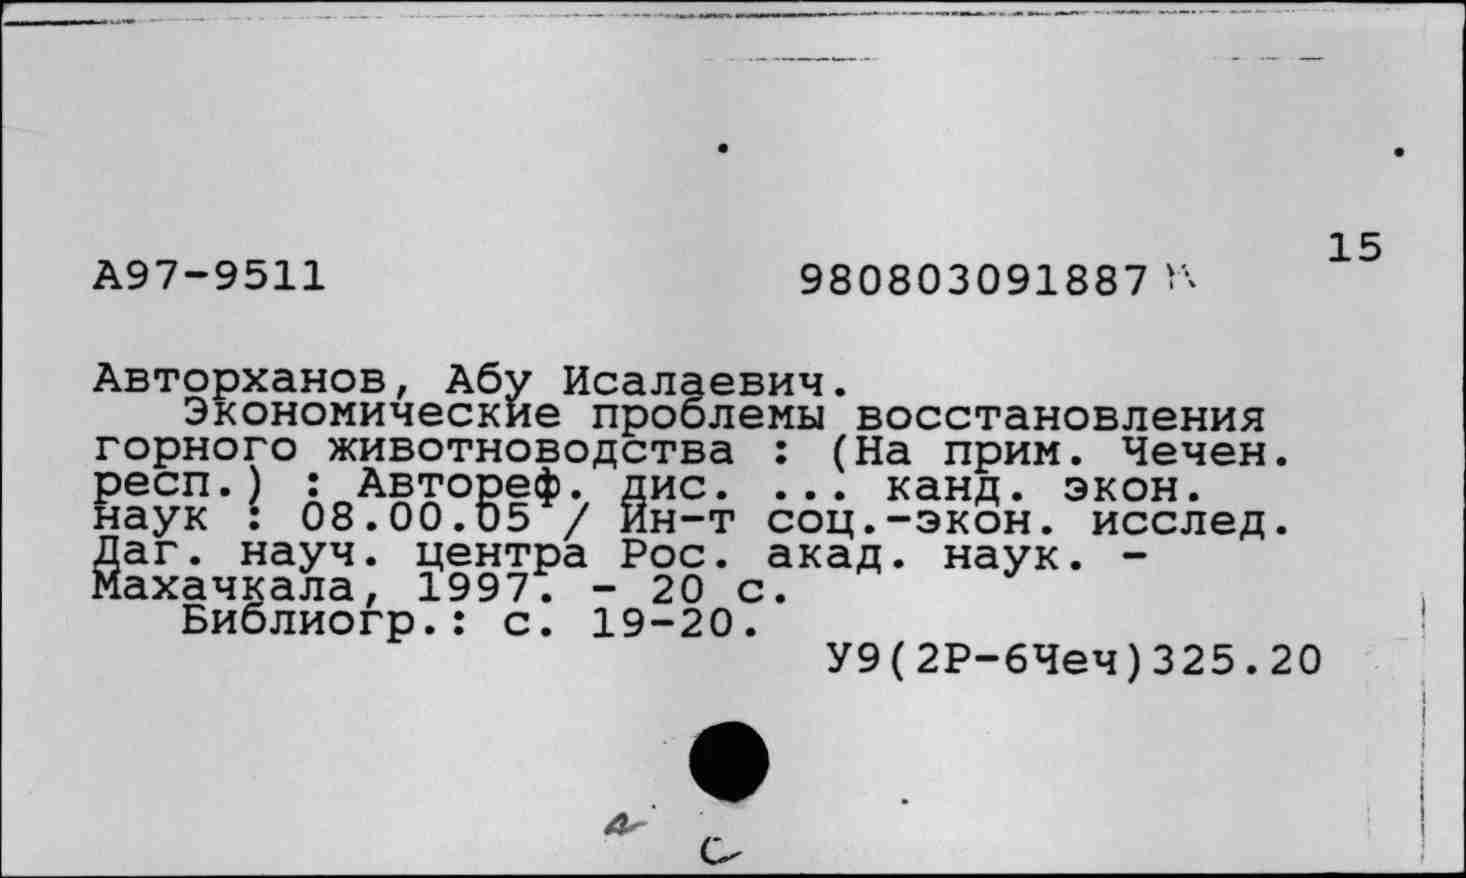 15
А97-9511 980803091887
Авторханов, Абу Исалаевич.
Экономические проблемы восстановления
горного животноводства : (На прим. Чечен.
респ.) : Автореф. дис. ... канд. экон.
наук : 08.00.05 / Ин-т соц.-экон. исслед.
Даг. науч. центра Рос. акад. наук. -
Махачкала, 1997. - 20 с.
Библиогр.: с. 19-20.
У9(2Р-6Чеч)325.20